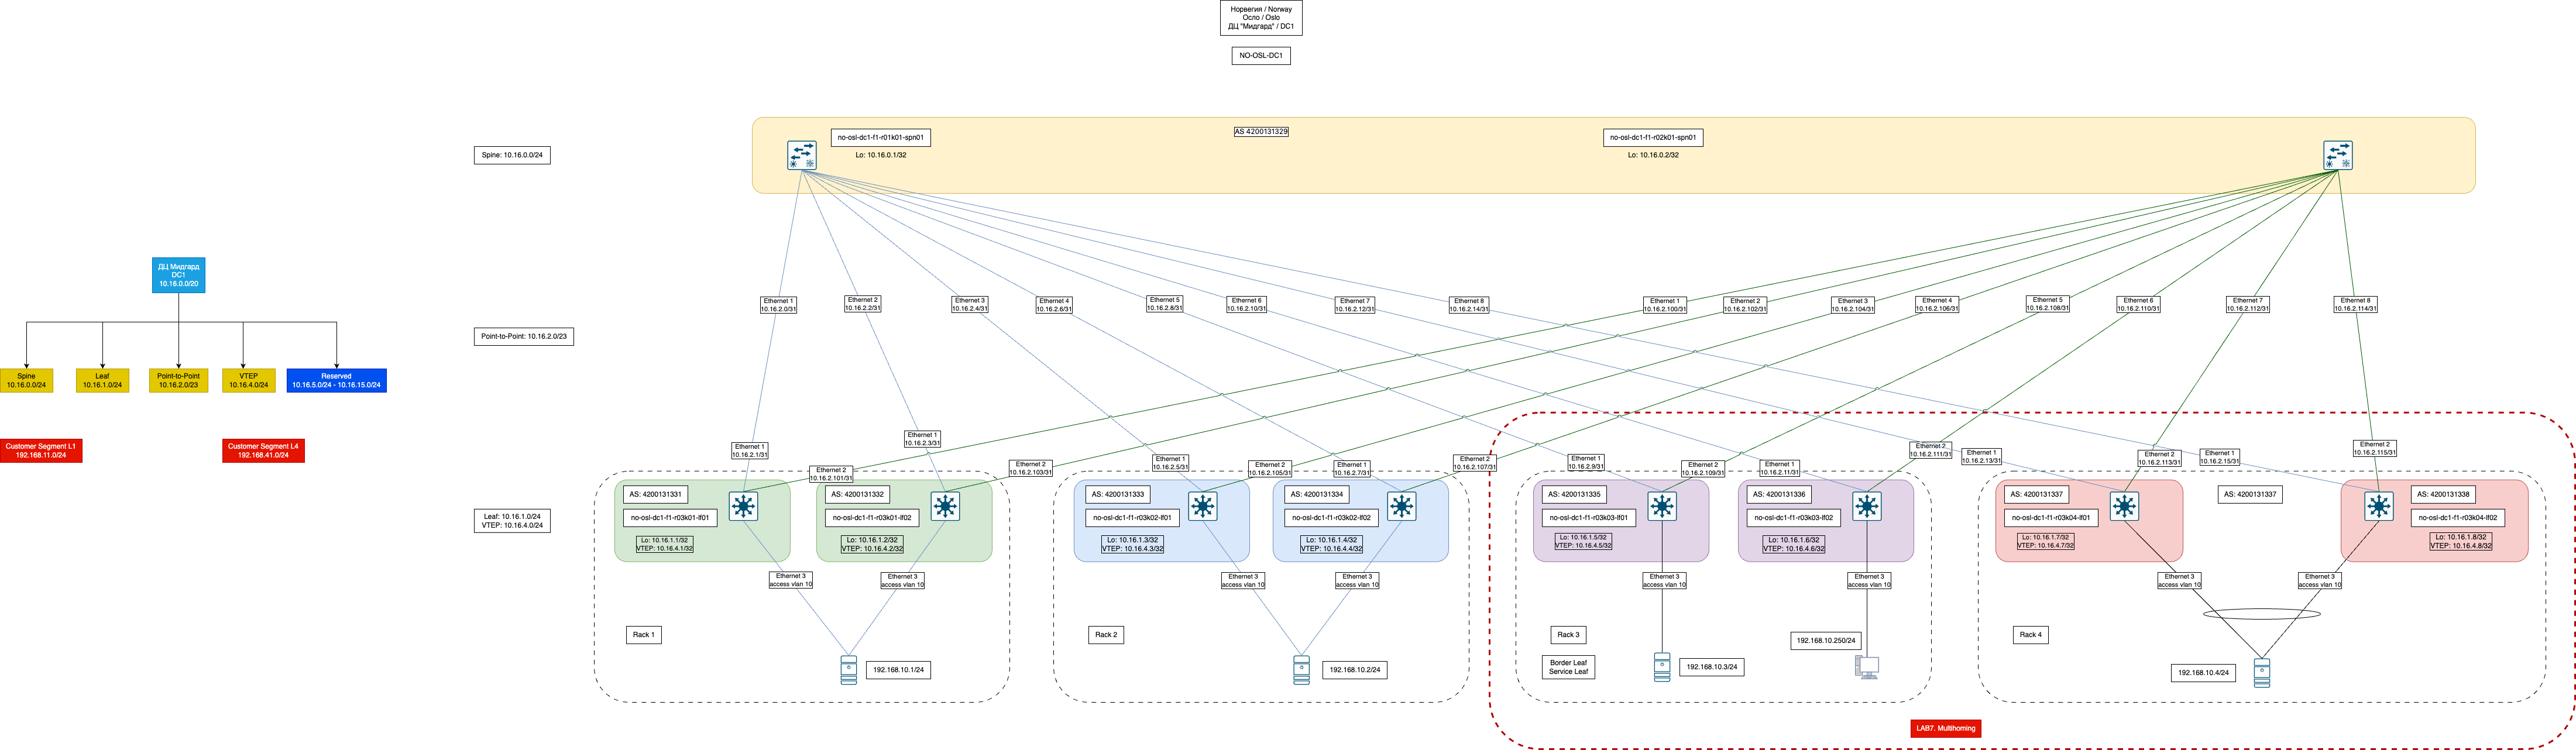 Норвегия / Norway
Осло / Oslo
ДЦ "Мидгард" / DC1
NO-OSL-DC1
AS 4200131329
no-osl-dc1-f1-r01k01-spn01
Lo: 10.16.0.1/32
no-osl-dc1-f1-r02k01-spn01
Lo: 10.16.0.2/32
Spine: 10.16.0.0/24
ДЦ Мидгард
DC1
10.16.0.0/20
Spine
10.16.0.0/24
Leaf
10.16.1.0/24
Point-to-Point
10.16.2.0/23
VTEP
10.16.4.0/24
Reserved
10.16.5.0/24 - 10.16.15.0/24
Customer Segment L1
192.168.11.0/24
Customer Segment L4
192.168.41.0/24
Point-to-Point: 10.16.2.0/23
Ethernet 1
10.16.2.0/31
Ethernet 2
10.16.2.2/31
Ethernet 3
10.16.2.4/31
Ethernet 4
10.16.2.6/31
Ethernet 5
10.16.2.8/31
Ethernet 6
10.16.2.10/31
Ethernet 7
10.16.2.12/31
Ethernet 8
10.16.2.14/31
Ethernet 1
10.16.2.100/31
Ethernet 2
10.16.2.102/31
Ethernet 3
10.16.2.104/31
Ethernet 4
10.16.2.106/31
Ethernet 5
10.16.2.108/31
Ethernet 6
10.16.2.110/31
Ethernet 7
10.16.2.112/31
Ethernet 8
10.16.2.114/31
Ethernet 1
10.16.2.1/31
Ethernet 2
10.16.2.101/31
Ethernet 1
10.16.2.3/31
Ethernet 2
10.16.2.103/31
Ethernet 1
10.16.2.5/31
Ethernet 2
10.16.2.105/31
Ethernet 1
10.16.2.7/31
Ethernet 2
10.16.2.107/31
Ethernet 1
10.16.2.9/31
Ethernet 2
10.16.2.109/31
Ethernet 1
10.16.2.11/31
Ethernet 2
10.16.2.111/31
Ethernet 1
10.16.2.13/31
Ethernet 2
10.16.2.113/31
Ethernet 1
10.16.2.15/31
Ethernet 2
10.16.2.115/31
Leaf: 10.16.1.0/24
VTEP: 10.16.4.0/24
AS: 4200131331
no-osl-dc1-f1-r03k01-lf01
Lo: 10.16.1.1/32
VTEP: 10.16.4.1/32
AS: 4200131332
no-osl-dc1-f1-r03k01-lf02
Lo: 10.16.1.2/32
VTEP: 10.16.4.2/32
Ethernet 3
access vlan 10
Ethernet 3
access vlan 10
Rack 1
192.168.10.1/24
AS: 4200131333
no-osl-dc1-f1-r03k02-lf01
Lo: 10.16.1.3/32
VTEP: 10.16.4.3/32
AS: 4200131334
no-osl-dc1-f1-r03k02-lf02
Lo: 10.16.1.4/32
VTEP: 10.16.4.4/32
Ethernet 3
access vlan 10
Ethernet 3
access vlan 10
Rack 2
192.168.10.2/24
AS: 4200131335
no-osl-dc1-f1-r03k03-lf01
Lo: 10.16.1.5/32
VTEP: 10.16.4.5/32
AS: 4200131336
no-osl-dc1-f1-r03k03-lf02
Lo: 10.16.1.6/32
VTEP: 10.16.4.6/32
Ethernet 3
access vlan 10
Ethernet 3
access vlan 10
Rack 3
Border Leaf
Service Leaf
192.168.10.3/24
192.168.10.250/24
AS: 4200131337
no-osl-dc1-f1-r03k04-lf01
Lo: 10.16.1.7/32
VTEP: 10.16.4.7/32
AS: 4200131337
AS: 4200131338
no-osl-dc1-f1-r03k04-lf02
Lo: 10.16.1.8/32
VTEP: 10.16.4.8/32
Ethernet 3
access vlan 10
Ethernet 3
access vlan 10
Rack 4
192.168.10.4/24
LAB7. Multihoming